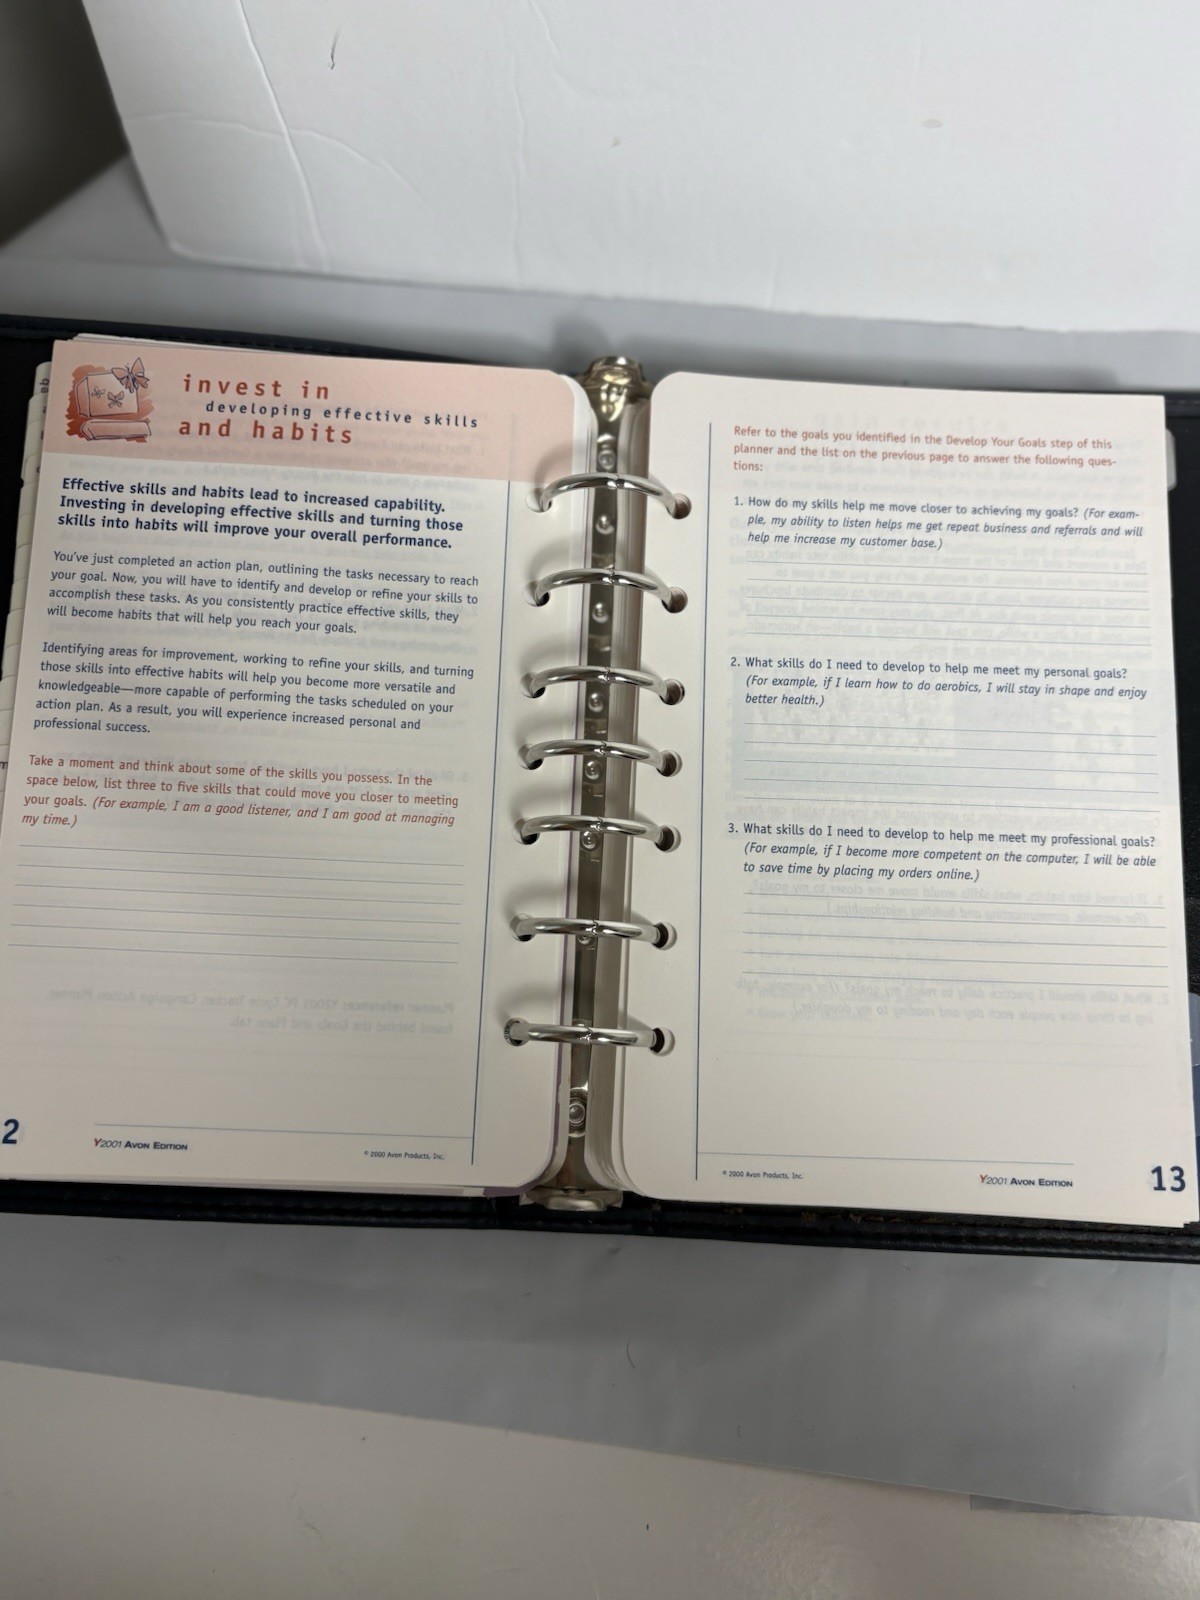 invest in
developing effective skills
and habits
Effective skills and habits lead to increased capability.
Investing in developing effective skills and turning those
skills into habits will improve your overall performance.
You've just completed an action plan, outlining the tasks necessary to reach
your goal. Now, you will have to identify and develop or refine your skills to
accomplish these tasks. As you consistently practice effective skills, they
will become habits that will help you reach your goals.
Identifying areas for improvement, working to refine your skills, and turning
those skills into effective habits will help you become more versatile and
knowledgeable—more capable of performing the tasks scheduled on your
action plan. As a result, you will experience increased personal and
professional success.
Take a moment and think about some of the skills you possess. In the
space below, list three to five skills that could move you closer to meeting
your goals. (For example, I am a good listener, and I am good at managing
my time.)
2
Y2001 AVON EDITION
© 2000 Avon Products, Inc.
Refer to the goals you identified in the Develop Your Goals step of this
planner and the list on the previous page to answer the following ques-
tions:
1. How do my skills help me move closer to achieving my goals? (For exam-
ple, my ability to listen helps me get repeat business and referrals and will
help me increase my customer base.)
2. What skills do I need to develop to help me meet my personal goals?
(For example, if I learn how to do aerobics, I will stay in shape and enjoy
better health.)
3. What skills do I need to develop to help me meet my professional goals?
(For example, if I become more competent on the computer, I will be able
to save time by placing my orders online.)
© 2000 Avon Products, Inc.
Y2001 AVON EDITION
13